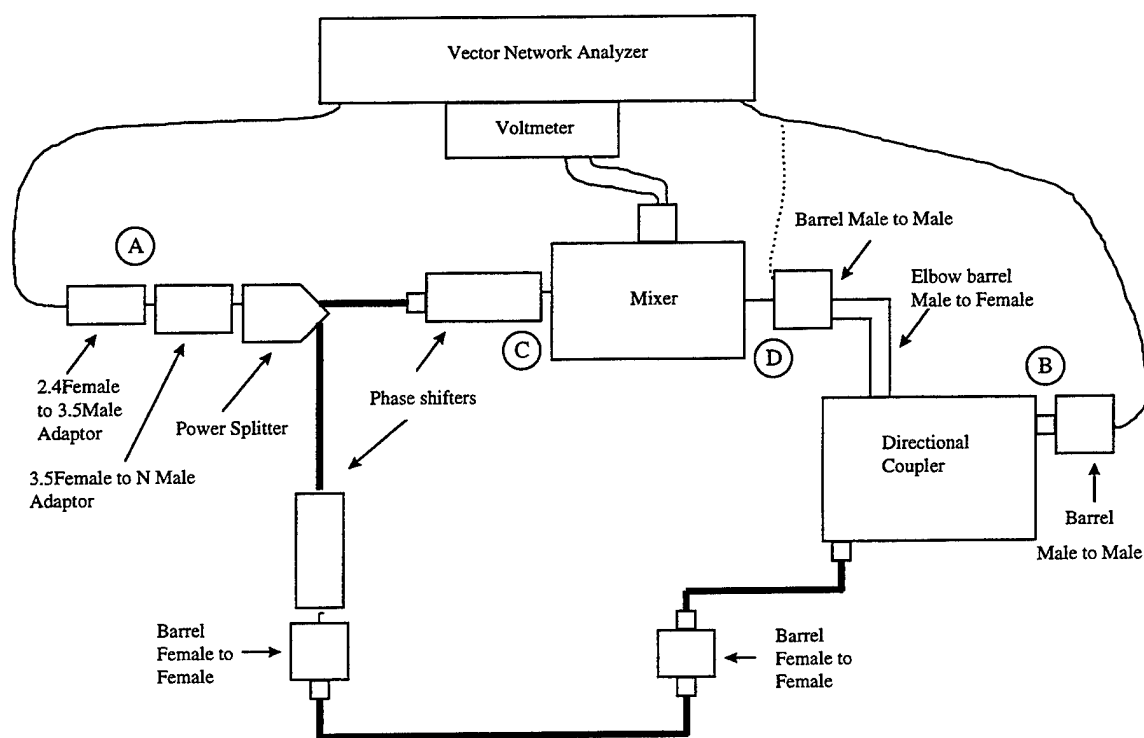 Vector Network Analyzer
Voltmeter
A
Barrel Male to Male
Elbow barrel
Male to Female
Mixer
C
D
B
2.4Female
to 3.5Male
Adaptor
Power Splitter
Phase shifters
Directional
Coupler
3.5Female to N Male
Adaptor
Barrel
Male to Male
Barrel
Female to
Female
Barrel
Female to
Female